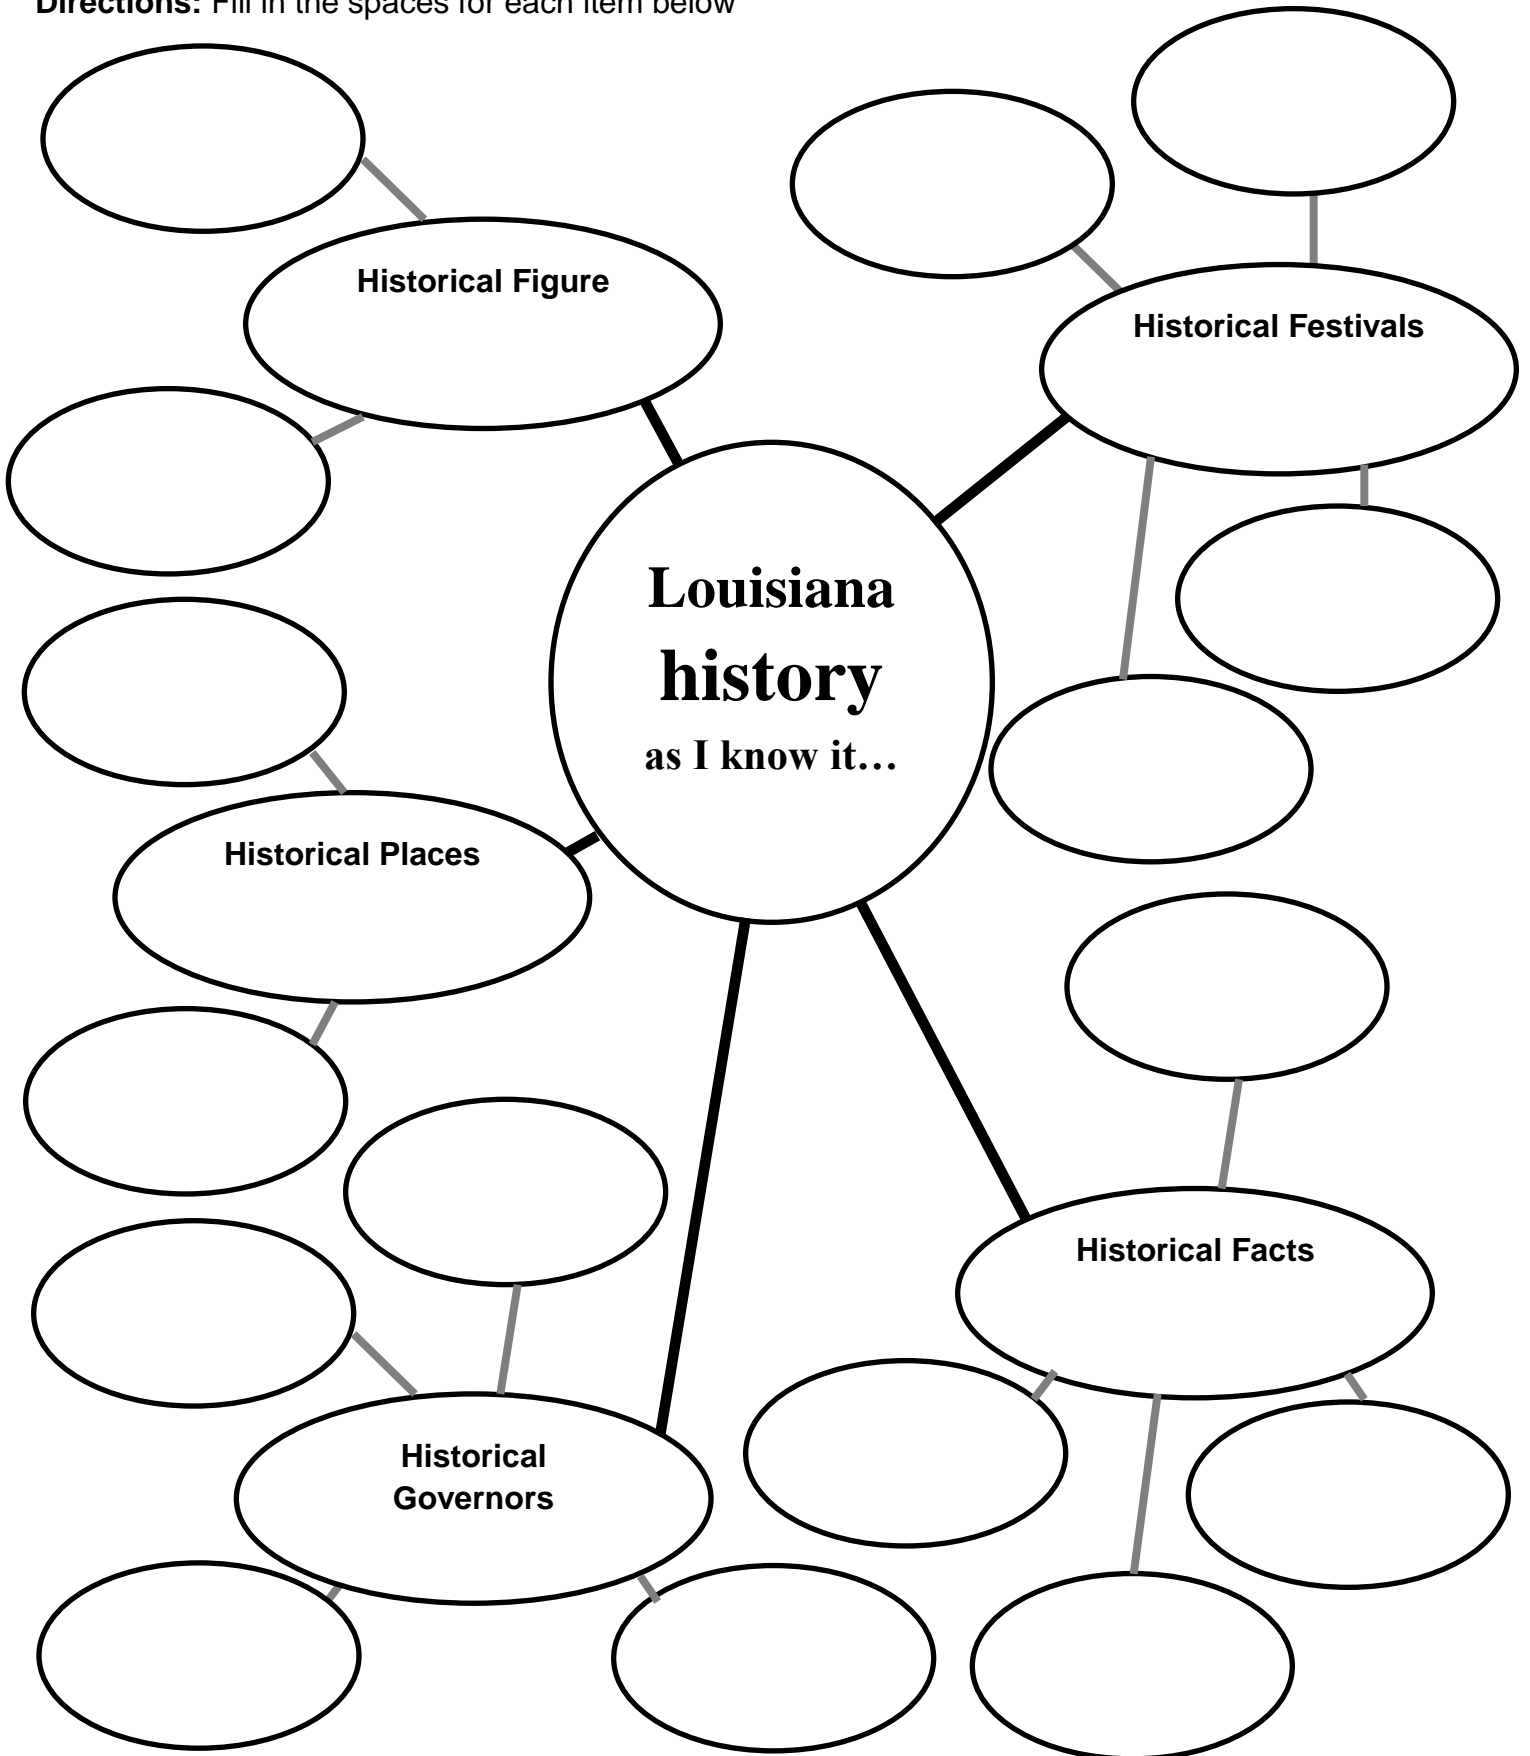 Directions: Fill in the spaces for each item below
Historical Figure
Historical Festivals
Louisiana
history
as I know it…
Historical Places
Historical Facts
Historical
Governors